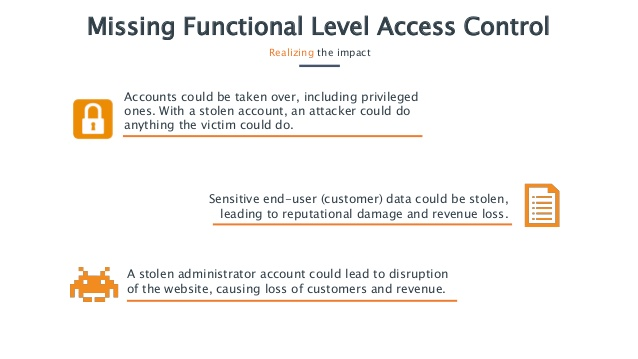 Missing Functional Level Access Control
Realizing the impact
Accounts could be taken over, including privileged
ones. With a stolen account, an attacker could do
anything the victim could do.
Sensitive end-user (customer) data could be stolen,
leading to reputational damage and revenue loss.
A stolen administrator account could lead to disruption
of the website, causing loss of customers and revenue.